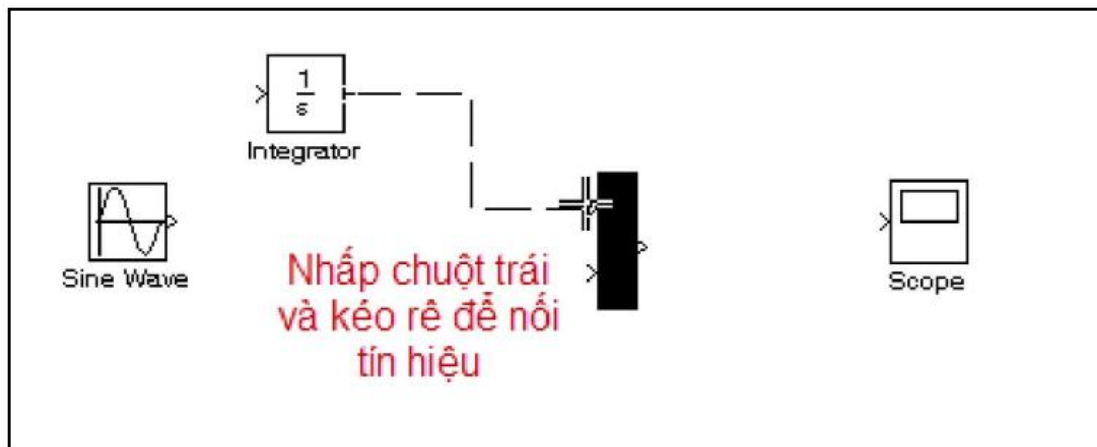 1
s
Integrator
Sine Wave
Scope
Nhấp chuột trái
và kéo rê để nối
tín hiệu